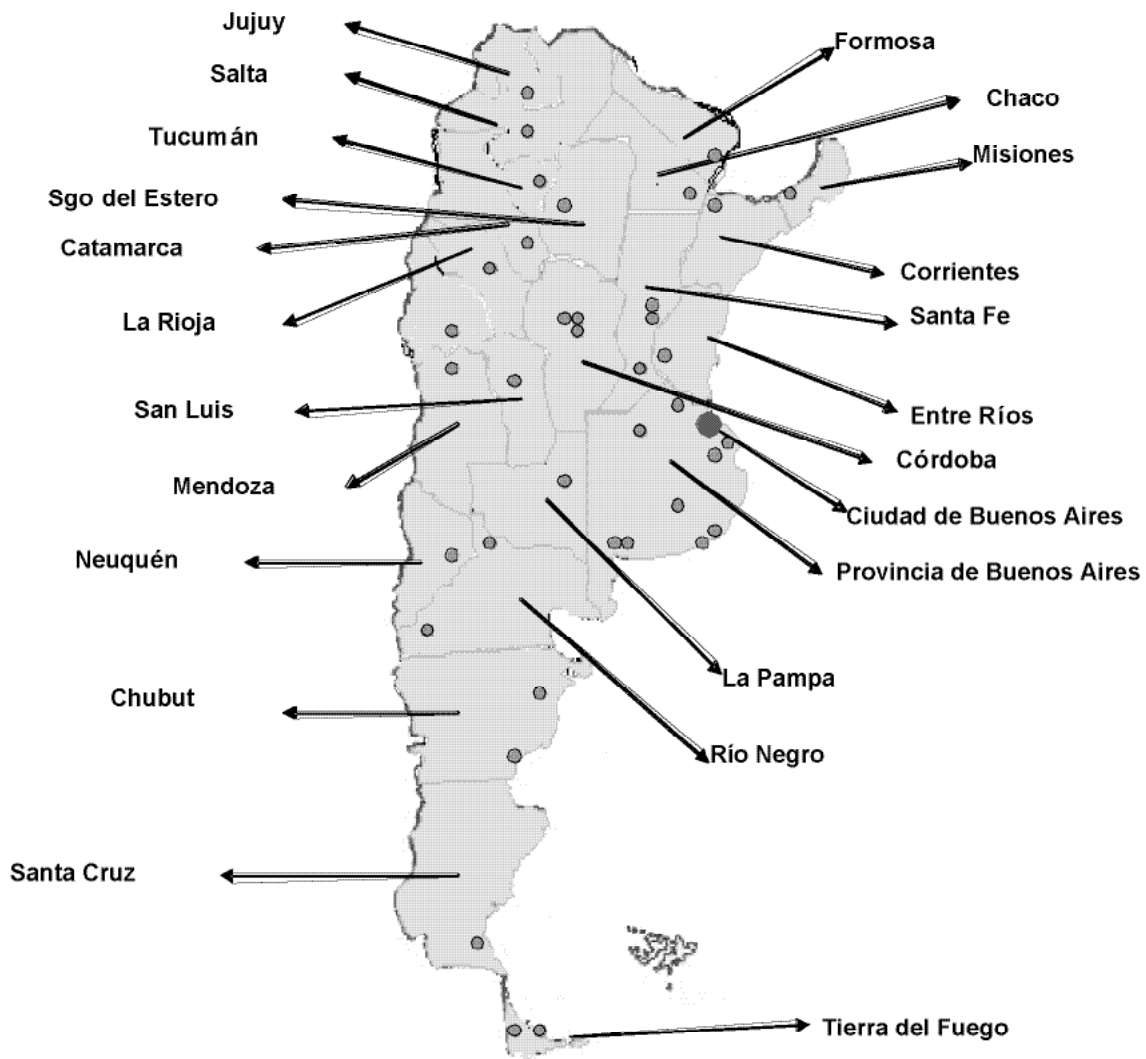 Jujuy
Salta
Tucumán
Sgo del Estero
Catamarca
La Rioja
San Luis
Mendoza
Neuquén
Chubut
Santa Cruz
Formosa
Chaco
Misiones
Corrientes
Santa Fe
Entre Ríos
Córdoba
Ciudad de Buenos Aires
Provincia de Buenos Aires
La Pampa
Río Negro
Tierra del Fuego